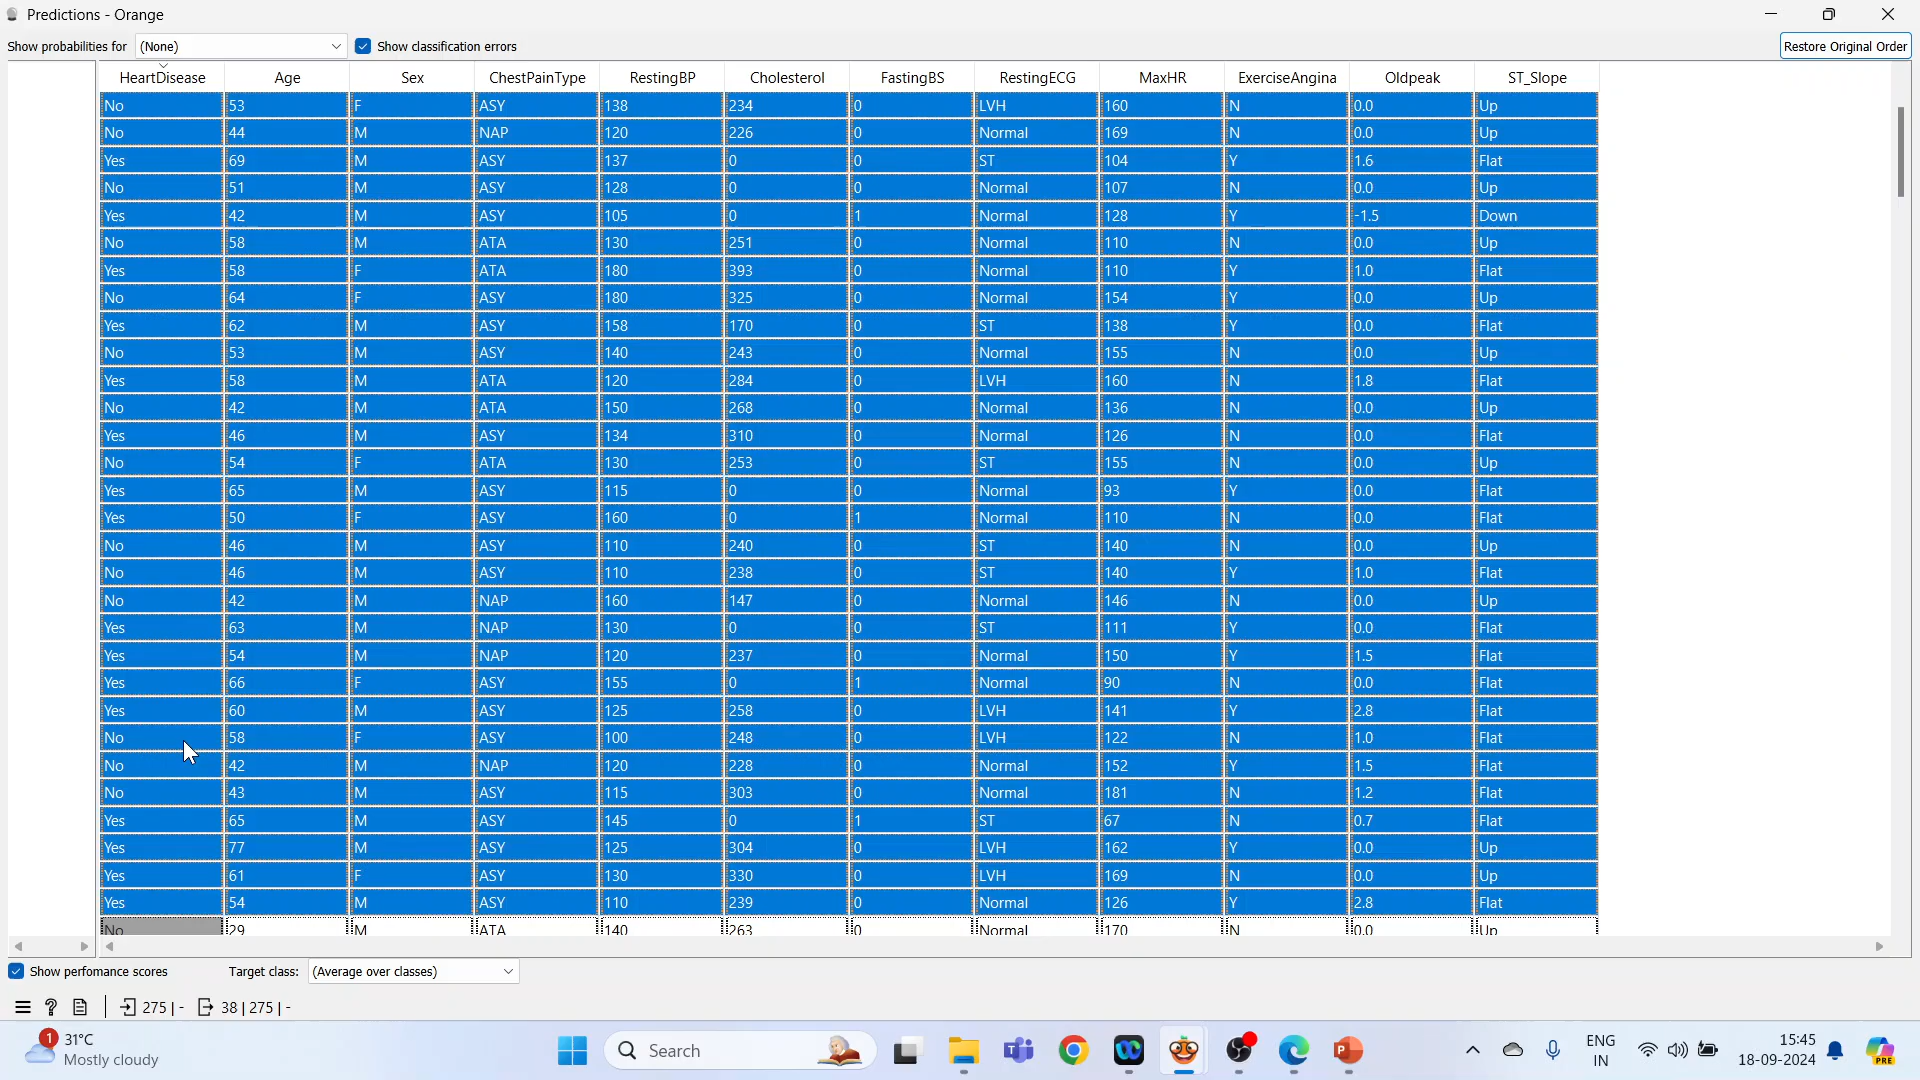 Predictions - Orange
Show probabilities for (None) Show classification errors Restore Original Order
HeartDisease Age Sex ChestPainType RestingBP Cholesterol FastingBS RestingECG MaxHR ExerciseAngina Oldpeak ST_Slope
No 53 F ASY 138 234 0 LVH 160 N 0.0 Up
No 44 M NAP 120 226 0 Normal 169 N 0.0 Up
Yes 69 M ASY 137 0 0 ST 104 Y 1.6 Flat
No 51 M ASY 128 0 0 Normal 107 N 0.0 Up
Yes 42 M ASY 105 0 1 Normal 128 Y -1.5 Down
No 58 M ATA 130 251 0 Normal 110 N 0.0 Up
Yes 58 F ATA 180 393 0 Normal 110 Y 1.0 Flat
No 64 F ASY 180 325 0 Normal 154 Y 0.0 Up
Yes 62 M ASY 158 170 0 ST 138 Y 0.0 Flat
No 53 M ASY 140 243 0 Normal 155 N 0.0 Up
Yes 58 M ATA 120 284 0 LVH 160 N 1.8 Flat
No 42 M ATA 150 268 0 Normal 136 N 0.0 Up
Yes 46 M ASY 134 310 0 Normal 126 N 0.0 Flat
No 54 F ATA 130 253 0 ST 155 N 0.0 Up
Yes 65 M ASY 115 0 0 Normal 93 Y 0.0 Flat
Yes 50 F ASY 160 0 1 Normal 110 N 0.0 Flat
No 46 M ASY 110 240 0 ST 140 N 0.0 Up
No 46 M ASY 110 238 0 ST 140 Y 1.0 Flat
No 42 M NAP 160 147 0 Normal 146 N 0.0 Up
Yes 63 M NAP 130 0 0 ST 111 Y 0.0 Flat
Yes 54 M NAP 120 237 0 Normal 150 Y 1.5 Flat
Yes 66 F ASY 155 0 1 Normal 90 N 0.0 Flat
Yes 60 M ASY 125 258 0 LVH 141 Y 2.8 Flat
No 58 F ASY 100 248 0 LVH 122 N 1.0 Flat
No 42 M NAP 120 228 0 Normal 152 Y 1.5 Flat
No 43 M ASY 115 303 0 Normal 181 N 1.2 Flat
Yes 65 M ASY 145 0 1 ST 67 N 0.7 Flat
Yes 77 M ASY 125 304 0 LVH 162 Y 0.0 Up
Yes 61 F ASY 130 330 0 LVH 169 N 0.0 Up
Yes 54 M ASY 110 239 0 Normal 126 Y 2.8 Flat
No 29 M ATA 140 263 0 Normal 170 N 0.0 Up
Show perfomance scores Target class: (Average over classes)
275 | - 38 | 275 | -
1 31°C Mostly cloudy Search ENG IN 15:45 18-09-2024 PRE